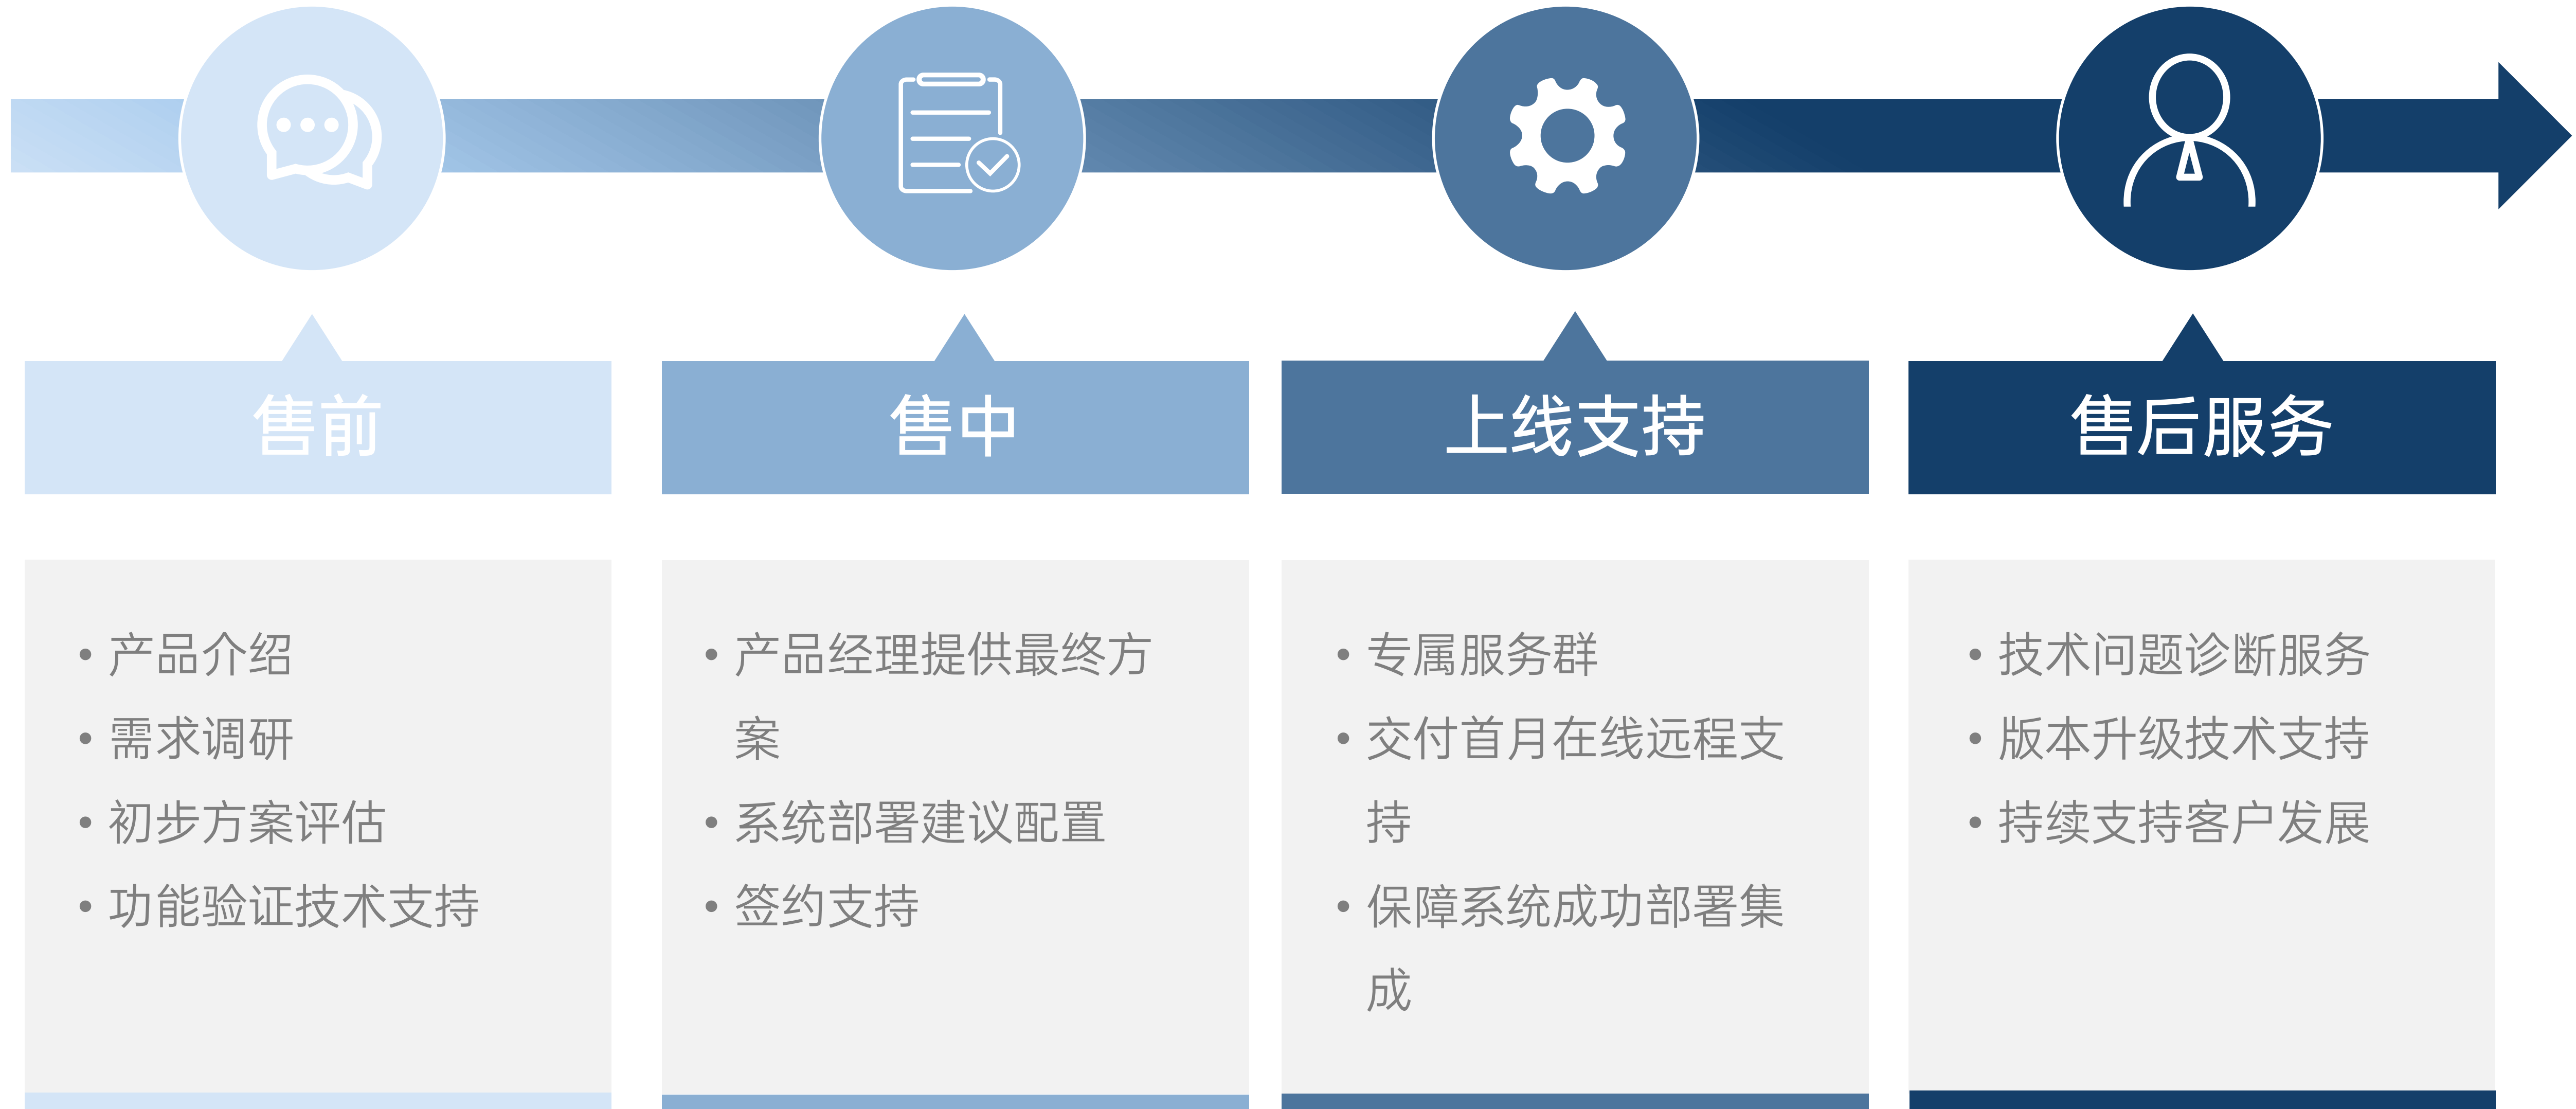 售前
售中
上线支持
售后服务
• 产品介绍
• 需求调研
• 初步方案评估
• 功能验证技术支持
• 产品经理提供最终方
案
• 系统部署建议配置
• 签约支持
• 专属服务群
• 交付首月在线远程支
持
• 保障系统成功部署集
成
• 技术问题诊断服务
• 版本升级技术支持
• 持续支持客户发展